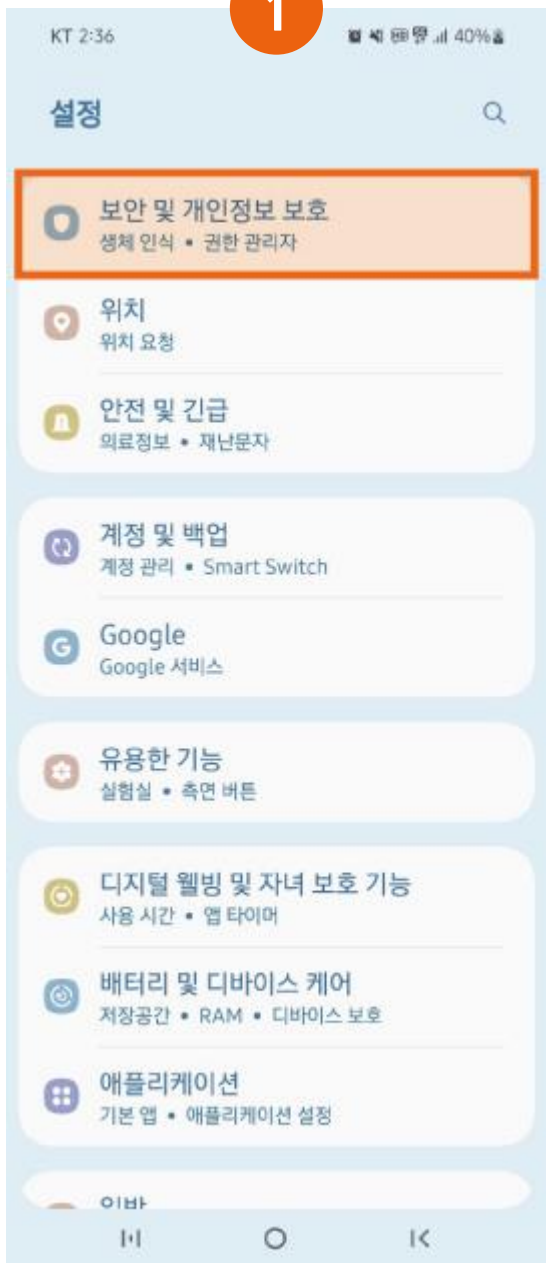 1
KT 2:36
40%
설정
보안 및 개인정보 보호
생체 인식 • 권한 관리자
위치
위치 요청
안전 및 긴급
의료정보 • 재난문자
계정 및 백업
계정 관리 • Smart Switch
Google
Google 서비스
유용한 기능
실험실 • 측면 버튼
디지털 웰빙 및 자녀 보호 기능
사용 시간 • 앱 타이머
배터리 및 디바이스 케어
저장공간 • RAM • 디바이스 보호
애플리케이션
기본 앱 • 애플리케이션 설정